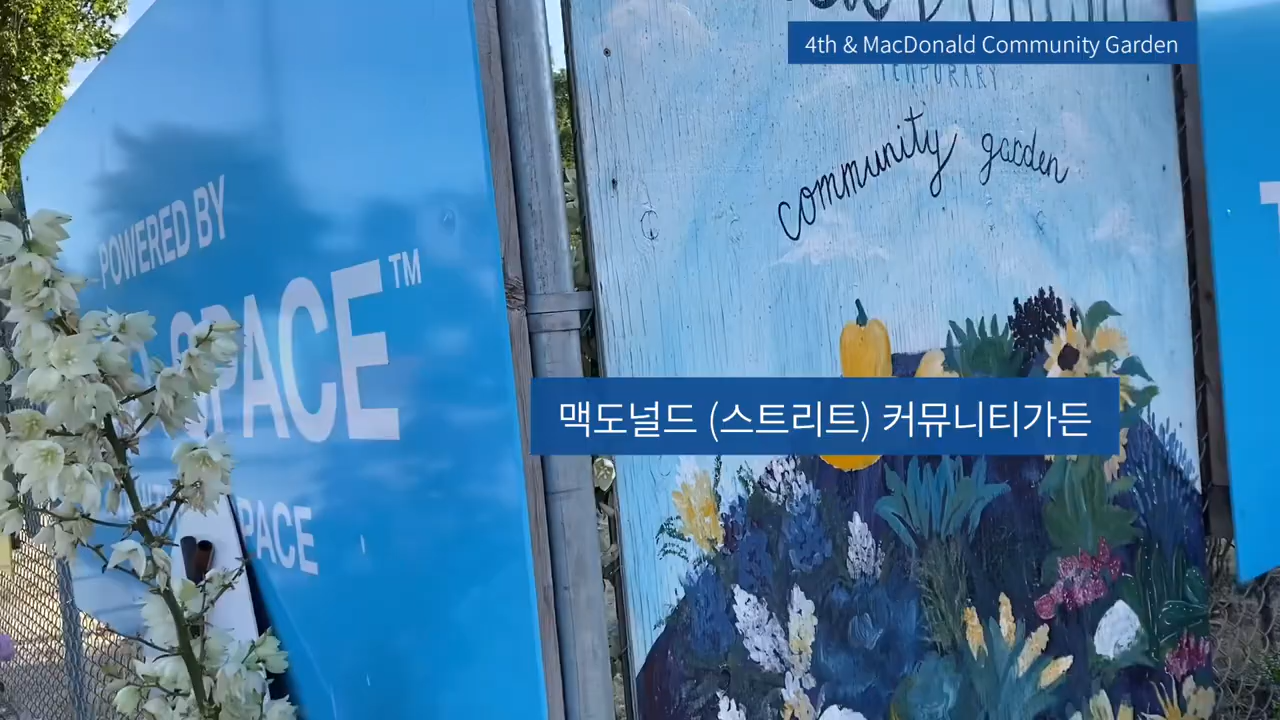 4th & MacDonald Community Garden
TEMPORARY
community garden
POWERED BY
SPACE™
PACE
맥도널드 (스트리트) 커뮤니티가든